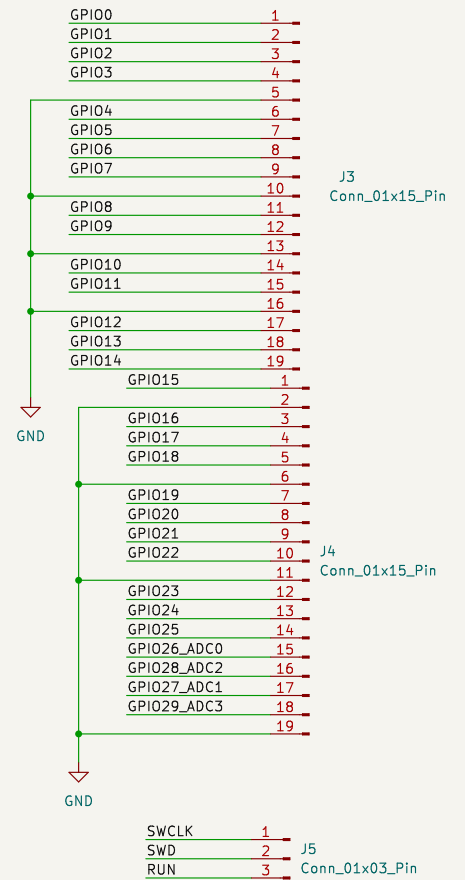 GPIO0 1
GPIO1 2
GPIO2 3
GPIO3 4
5
GPIO4 6
GPIO5 7
GPIO6 8
GPIO7 9
J3
10
Conn_01x15_Pin
GPIO8 11
GPIO9 12
13
GPIO10 14
GPIO11 15
16
GPIO12 17
GPIO13 18
GPIO14 19
GPIO15 1
2
GPIO16 3
GND
GPIO17 4
GPIO18 5
6
GPIO19 7
GPIO20 8
GPIO21 9
GPIO22 10
J4
11
Conn_01x15_Pin
GPIO23 12
GPIO24 13
GPIO25 14
GPIO26_ADC0 15
GPIO28_ADC2 16
GPIO27_ADC1 17
GPIO29_ADC3 18
19
GND
SWCLK 1
SWD 2
J5
RUN 3
Conn_01x03_Pin